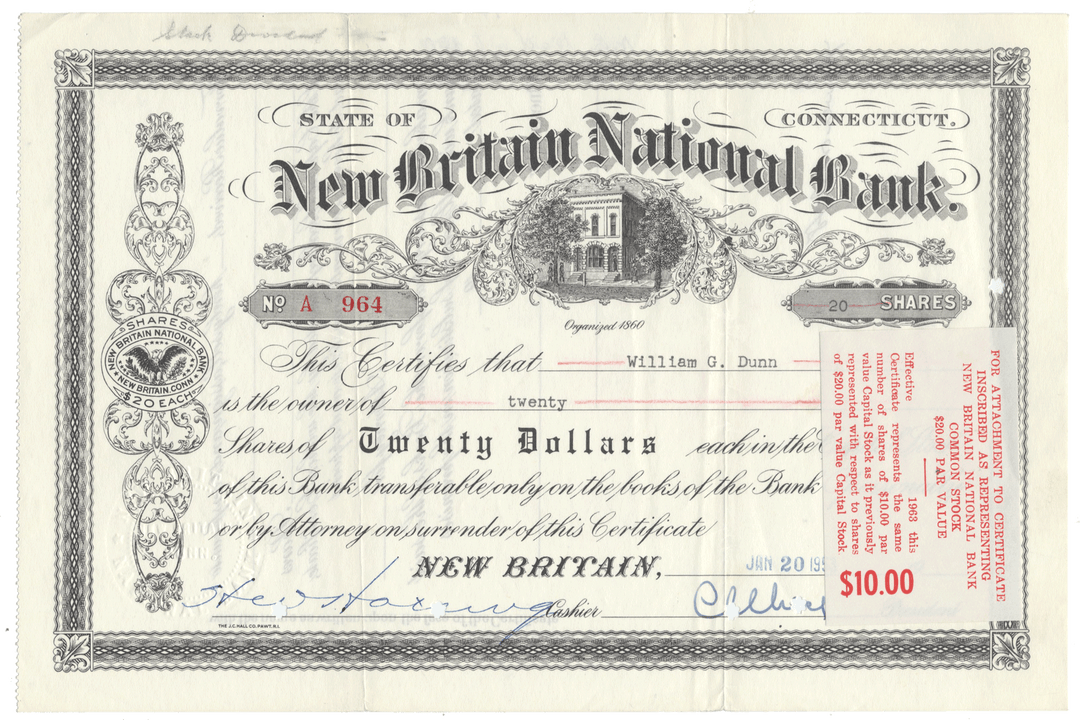 Stock Dividend
STATE OF CONNECTICUT.
New Britain National Bank.
No A 964
20 SHARES
Organized 1860
SHARES
NEW BRITAIN NATIONAL BANK
NEW BRITAIN, CONN.
$20 EACH
This Certifies that William G. Dunn
is the owner of twenty
Shares of Twenty Dollars each in the
of this Bank, transferable only on the books of the Bank
or by Attorney on surrender of this Certificate
NEW BRITAIN, JAN 20 195
Cashier
THE J.C. HALL CO. PAWT. R.I.
FOR ATTACHMENT TO CERTIFICATE
INSCRIBED AS REPRESENTING
NEW BRITAIN NATIONAL BANK
COMMON STOCK
$20.00 PAR VALUE
Effective 1963 this
Certificate represents the same
number of shares of $10.00 par
value Capital Stock as it previously
represented with respect to shares
of $20.00 par value Capital Stock
$10.00